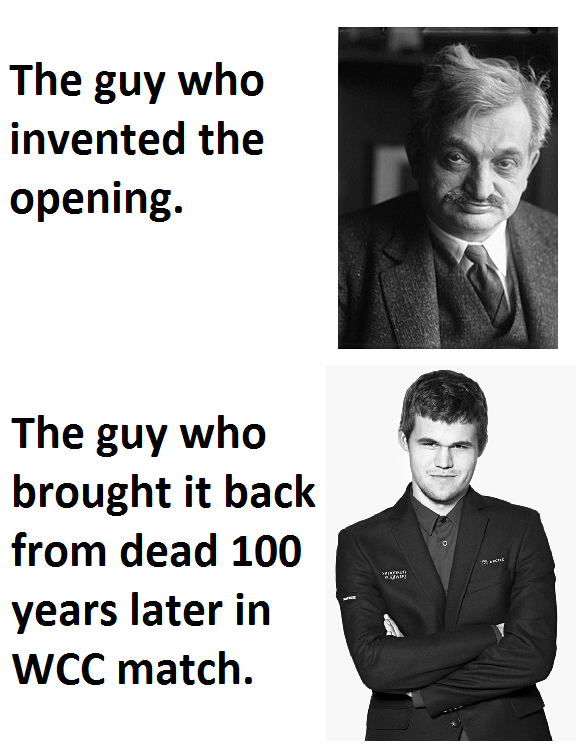 The guy who
invented the
opening.
The guy who
brought it back
from dead 100
years later in
WCC match.